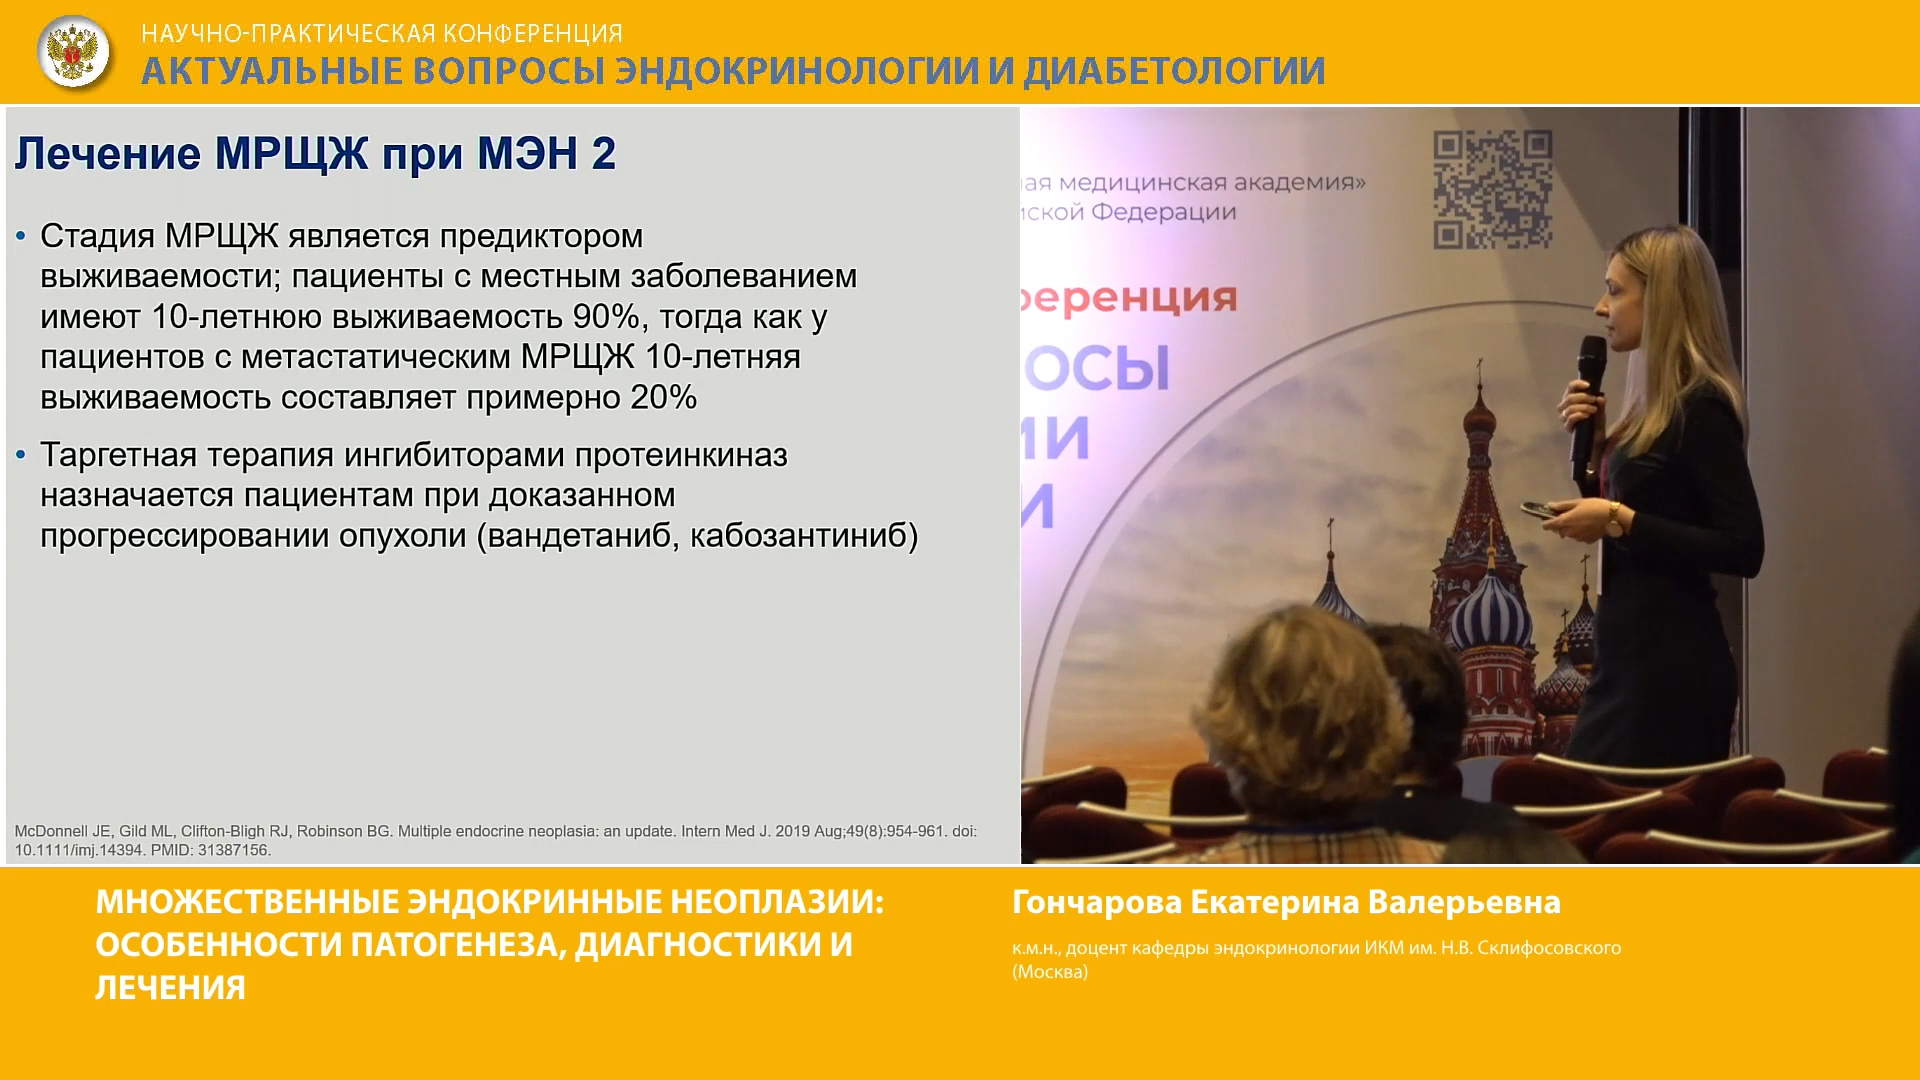 НАУЧНО-ПРАКТИЧЕСКАЯ КОНФЕРЕНЦИЯ
АКТУАЛЬНЫЕ ВОПРОСЫ ЭНДОКРИНОЛОГИИ И ДИАБЕТОЛОГИИ
Лечение МРЩЖ при МЭН 2
• Стадия МРЩЖ является предиктором
выживаемости; пациенты с местным заболеванием
имеют 10-летнюю выживаемость 90%, тогда как у
пациентов с метастатическим МРЩЖ 10-летняя
выживаемость составляет примерно 20%
• Таргетная терапия ингибиторами протеинкиназ
назначается пациентам при доказанном
прогрессировании опухоли (вандетаниб, кабозантиниб)
McDonnell JE, Gild ML, Clifton-Bligh RJ, Robinson BG. Multiple endocrine neoplasia: an update. Intern Med J. 2019 Aug;49(8):954-961. doi:
10.1111/imj.14394. PMID: 31387156.
ная медицинская академия»
йской Федерации
ференция
ОСЫ
ИИ
И
МНОЖЕСТВЕННЫЕ ЭНДОКРИННЫЕ НЕОПЛАЗИИ:
ОСОБЕННОСТИ ПАТОГЕНЕЗА, ДИАГНОСТИКИ И
ЛЕЧЕНИЯ
Гончарова Екатерина Валерьевна
к.м.н., доцент кафедры эндокринологии ИКМ им. Н.В. Склифосовского
(Москва)